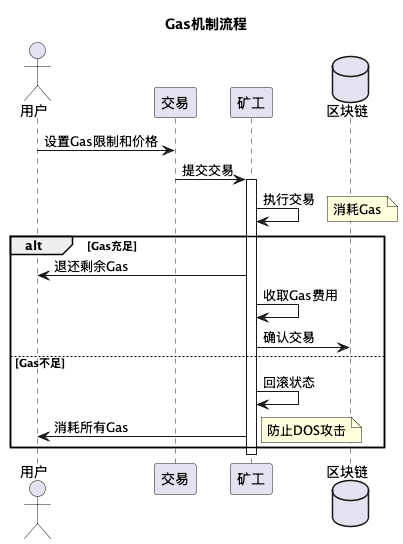 Gas机制流程
用户
交易
矿工
区块链
设置Gas限制和价格
提交交易
执行交易
消耗Gas
alt
[Gas充足]
退还剩余Gas
收取Gas费用
确认交易
[Gas不足]
回滚状态
消耗所有Gas
防止DOS攻击
用户
交易
矿工
区块链